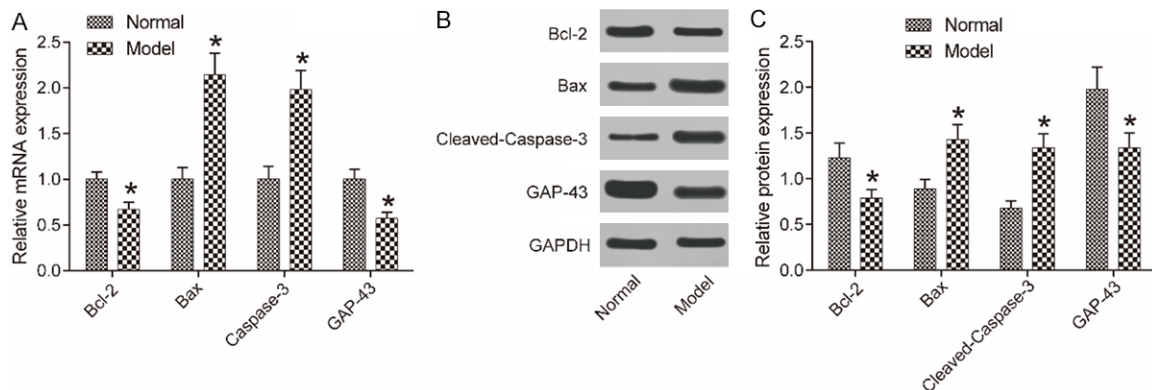 A
Normal
Model
Relative mRNA expression
2.5
2.0
1.5
1.0
0.5
0.0
*
*
*
*
Bcl-2
Bax
Caspase-3
GAP-43
B
Bcl-2
Bax
Cleaved-Caspase-3
GAP-43
GAPDH
Normal
Model
C
Normal
Model
Relative protein expression
2.5
2.0
1.5
1.0
0.5
0.0
*
*
*
*
Bcl-2
Bax
Cleaved-Caspase-3
GAP-43